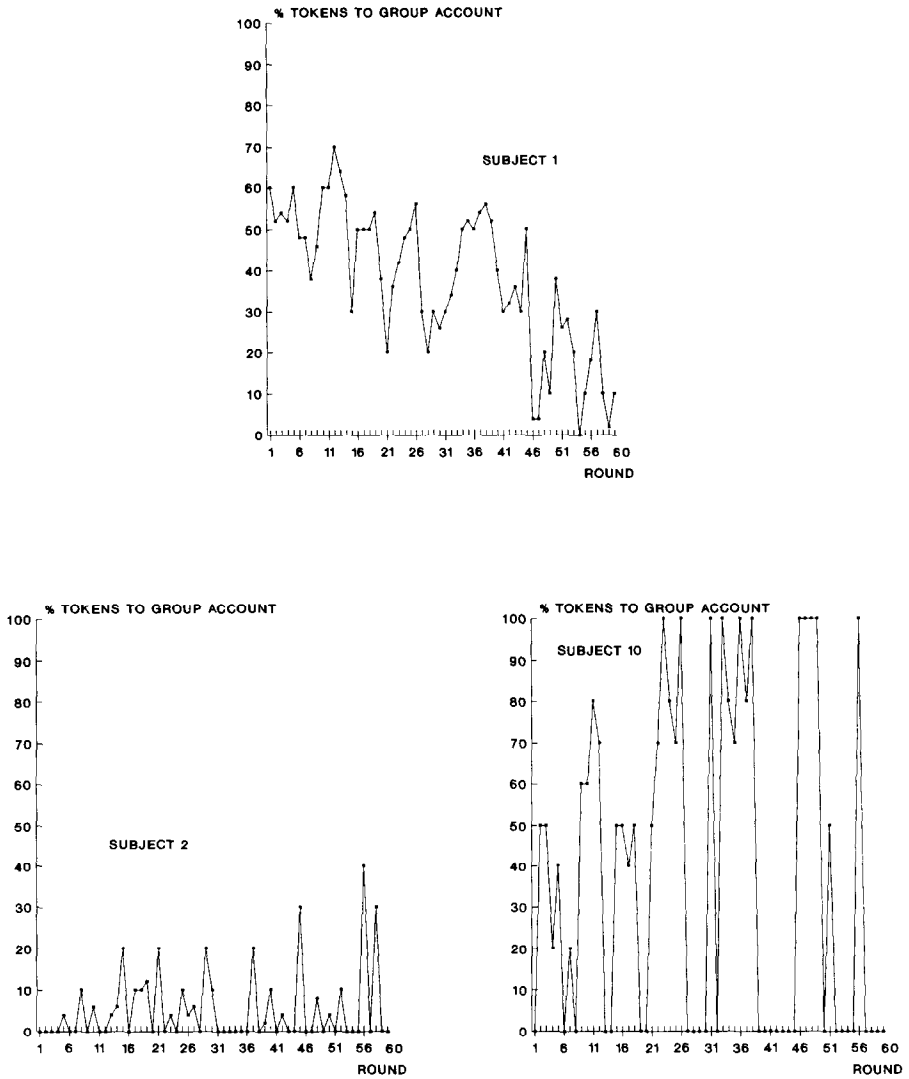 % TOKENS TO GROUP ACCOUNT
100
90
80
70
SUBJECT 1
60
50
40
30
20
10
0
1 6 11 16 21 26 31 36 41 46 51 56 60
ROUND
% TOKENS TO GROUP ACCOUNT
100
90
80
70
60
50
SUBJECT 2
40
30
20
10
0
1 6 11 16 21 26 31 36 41 46 51 56 60
ROUND
% TOKENS TO GROUP ACCOUNT
100
SUBJECT 10
90
80
70
60
50
40
30
20
10
0
1 6 11 16 21 26 31 36 41 46 51 56 60
ROUND